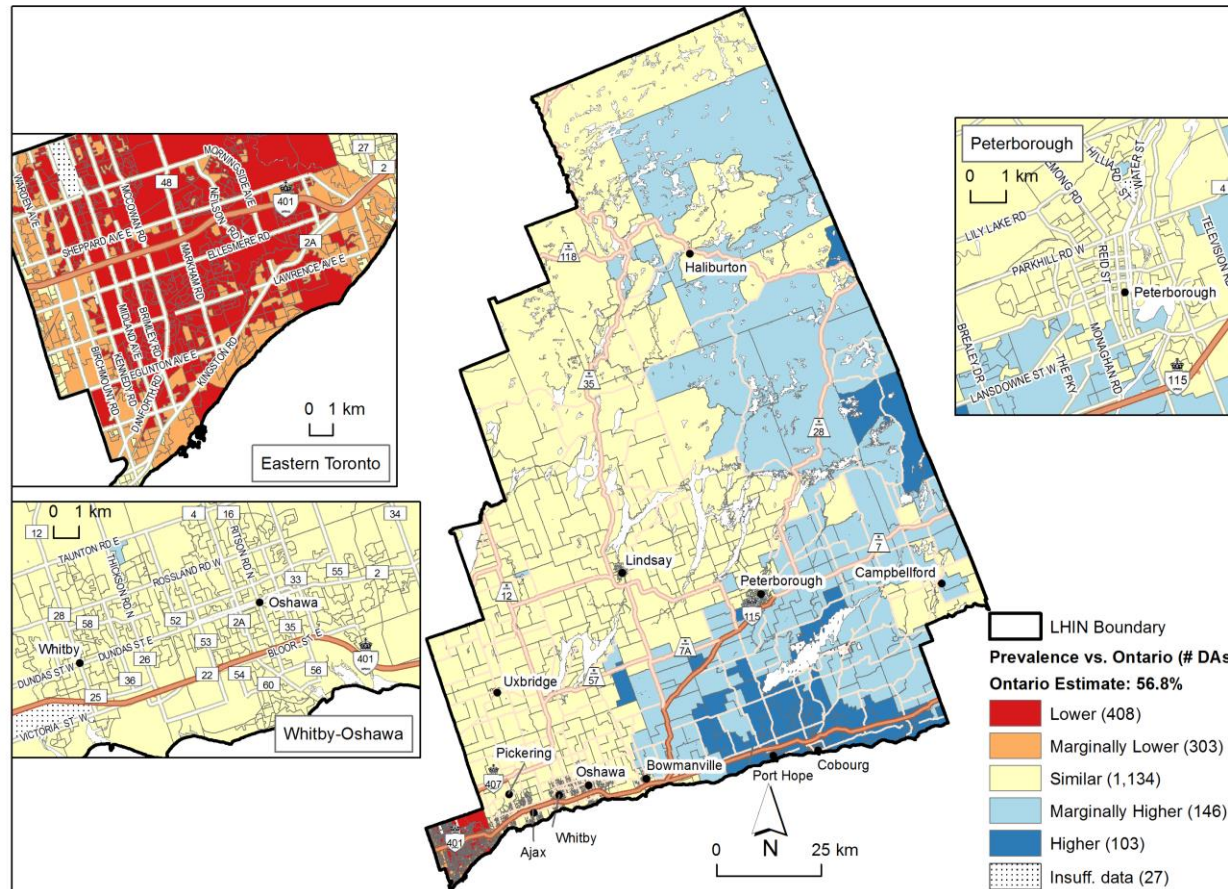 27
2
MORNINGSIDE AVE
48
WARDEN AVE
MCCOWAN RD
NEILSON RD
401
SHEPPARD AVE E
ELLESMERE RD
2A
MARKHAM RD
LAWRENCE AVE E
BRIMLEY RD
MIDLAND AVE
KENNEDY RD
BIRCHMOUNT RD
EGLINTON AVE E
DANFORTH RD
KINGSTON RD
0 1 km
Eastern Toronto
0 1 km
4
16
34
12
TAUNTON RD E
THICKSON RD N
ROSSLAND RD W
RITSON RD N
55
33
2
28
58
52
Oshawa
2A
35
Whitby
DUNDAS ST W
DUNDAS ST E
53
BLOOR ST E
401
26
36
22
54
56
60
25
VICTORIA ST W
Whitby-Oshawa
118
Haliburton
35
28
7
Lindsay
Peterborough
Campbellford
12
115
7A
57
Uxbridge
Pickering
407
Oshawa
Bowmanville
Cobourg
Port Hope
401
Ajax
Whitby
N
0 25 km
Peterborough
0 1 km
HILLIARD ST
WATER ST
4
LILY LAKE RD
PARKHILL RD W
REID ST
TELEVISION RD
Peterborough
BREALEY DR
THE PKY
MONAGHAN RD
LANSDOWNE ST W
115
LHIN Boundary
Prevalence vs. Ontario (# DAs
Ontario Estimate: 56.8%
Lower (408)
Marginally Lower (303)
Similar (1,134)
Marginally Higher (146)
Higher (103)
Insuff. data (27)